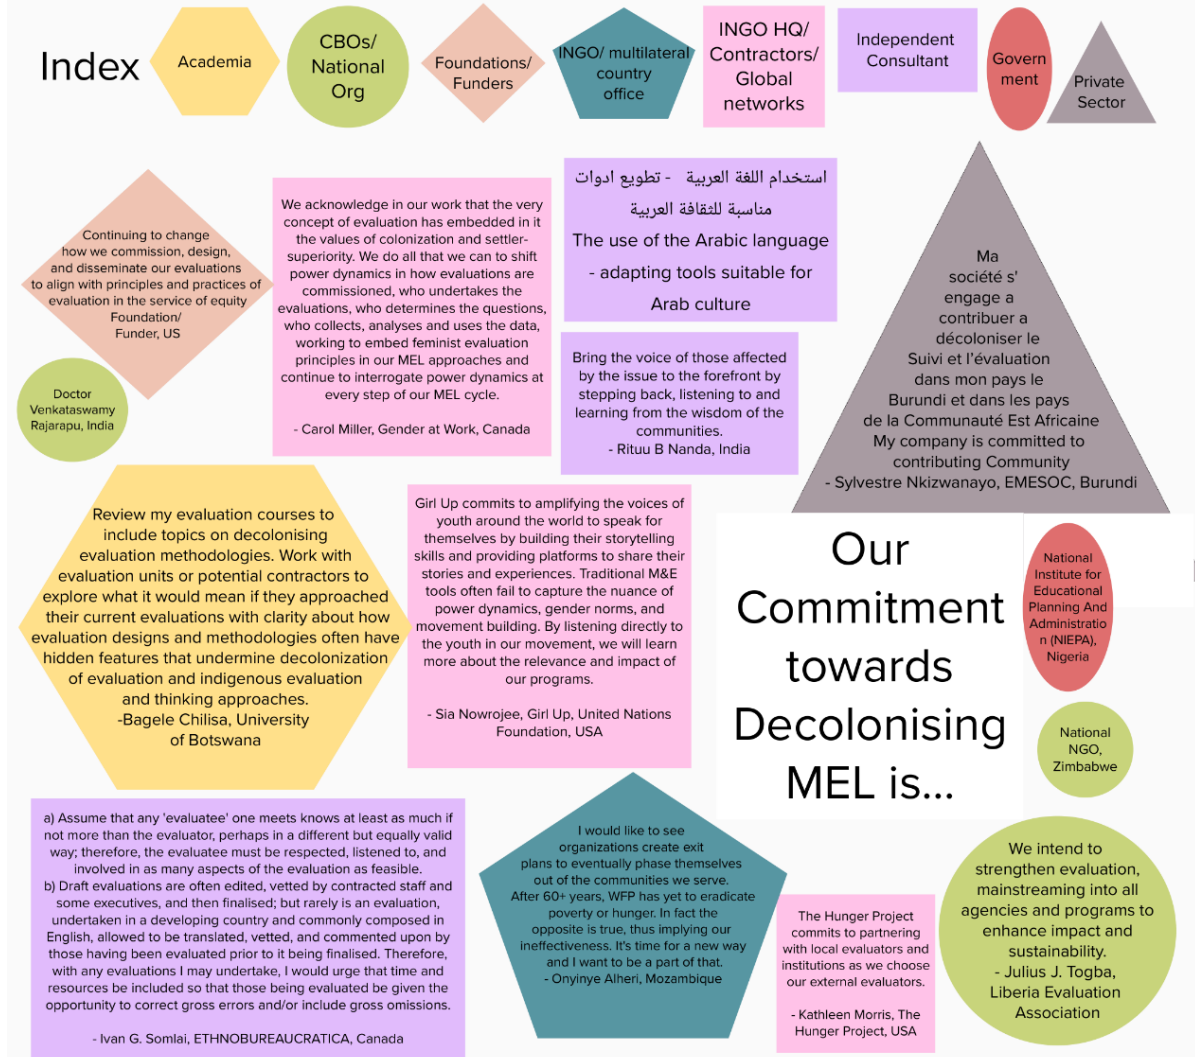 Index
Academia
CBOs/
National
Org
Foundations/
Funders
INGO/ multilateral
country
office
INGO HQ/
Contractors/
Global
networks
Independent
Consultant
Govern
ment
Private
Sector
Continuing to change
how we commission, design,
and disseminate our evaluations
to align with principles and practices of
evaluation in the service of equity
Foundation/
Funder, US
We acknowledge in our work that the very
concept of evaluation has embedded in it
the values of colonization and settler-
superiority. We do all that we can to shift
power dynamics in how evaluations are
commissioned, who undertakes the
evaluations, who determines the questions,
who collects, analyses and uses the data,
working to embed feminist evaluation
principles in our MEL approaches and
continue to interrogate power dynamics at
every step of our MEL cycle.
- Carol Miller, Gender at Work, Canada
استخدام اللغة العربية - تطويع ادوات
مناسبة للثقافة العربية
The use of the Arabic language
- adapting tools suitable for
Arab culture
Ma
société s'
engage a
contribuer a
décoloniser le
Suivi et l'évaluation
dans mon pays le
Burundi et dans les pays
de la Communauté Est Africaine
My company is committed to
contributing Community
- Sylvestre Nkizwanayo, EMESOC, Burundi
Doctor
Venkataswamy
Rajarapu, India
Bring the voice of those affected
by the issue to the forefront by
stepping back, listening to and
learning from the wisdom of the
communities.
- Rituu B Nanda, India
Review my evaluation courses to
include topics on decolonising
evaluation methodologies. Work with
evaluation units or potential contractors to
explore what it would mean if they approached
their current evaluations with clarity about how
evaluation designs and methodologies often have
hidden features that undermine decolonization
of evaluation and indigenous evaluation
and thinking approaches.
-Bagele Chilisa, University
of Botswana
Girl Up commits to amplifying the voices of
youth around the world to speak for
themselves by building their storytelling
skills and providing platforms to share their
stories and experiences. Traditional M&E
tools often fail to capture the nuance of
power dynamics, gender norms, and
movement building. By listening directly to
the youth in our movement, we will learn
more about the relevance and impact of
our programs.
- Sia Nowrojee, Girl Up, United Nations
Foundation, USA
Our
Commitment
towards
Decolonising
MEL is...
National
Institute for
Educational
Planning And
Administratio
n (NIEPA),
Nigeria
National
NGO,
Zimbabwe
a) Assume that any 'evaluatee' one meets knows at least as much if
not more than the evaluator, perhaps in a different but equally valid
way; therefore, the evaluatee must be respected, listened to, and
involved in as many aspects of the evaluation as feasible.
b) Draft evaluations are often edited, vetted by contracted staff and
some executives, and then finalised; but rarely is an evaluation,
undertaken in a developing country and commonly composed in
English, allowed to be translated, vetted, and commented upon by
those having been evaluated prior to it being finalised. Therefore,
with any evaluations I may undertake, I would urge that time and
resources be included so that those being evaluated be given the
opportunity to correct gross errors and/or include gross omissions.
- Ivan G. Somlai, ETHNOBUREAUCRATICA, Canada
I would like to see
organizations create exit
plans to eventually phase themselves
out of the communities we serve.
After 60+ years, WFP has yet to eradicate
poverty or hunger. In fact the
opposite is true, thus implying our
ineffectiveness. It's time for a new way
and I want to be a part of that.
- Onyinye Alheri, Mozambique
The Hunger Project
commits to partnering
with local evaluators and
institutions as we choose
our external evaluators.
- Kathleen Morris, The
Hunger Project, USA
We intend to
strengthen evaluation,
mainstreaming into all
agencies and programs to
enhance impact and
sustainability.
- Julius J. Togba,
Liberia Evaluation
Association